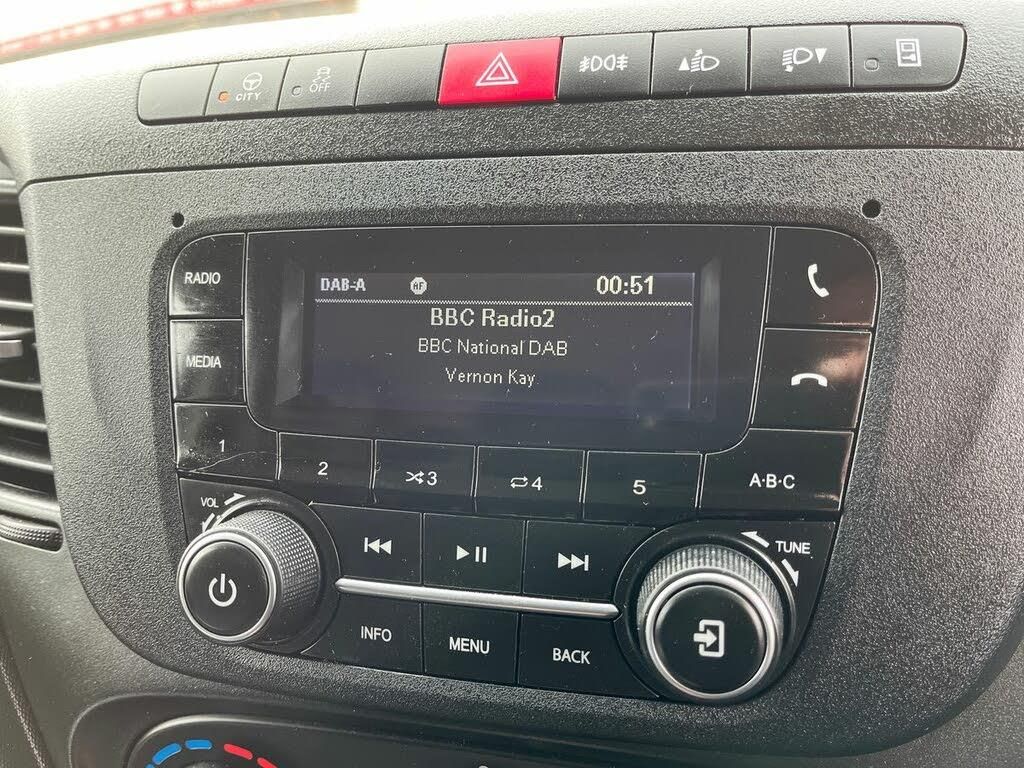 CITY
OFF
RADIO
DAB-A AF 00:51
BBC Radio2
BBC National DAB
Vernon Kay
MEDIA
1
2
3
4
5
A·B·C
VOL
TUNE
INFO
MENU
BACK